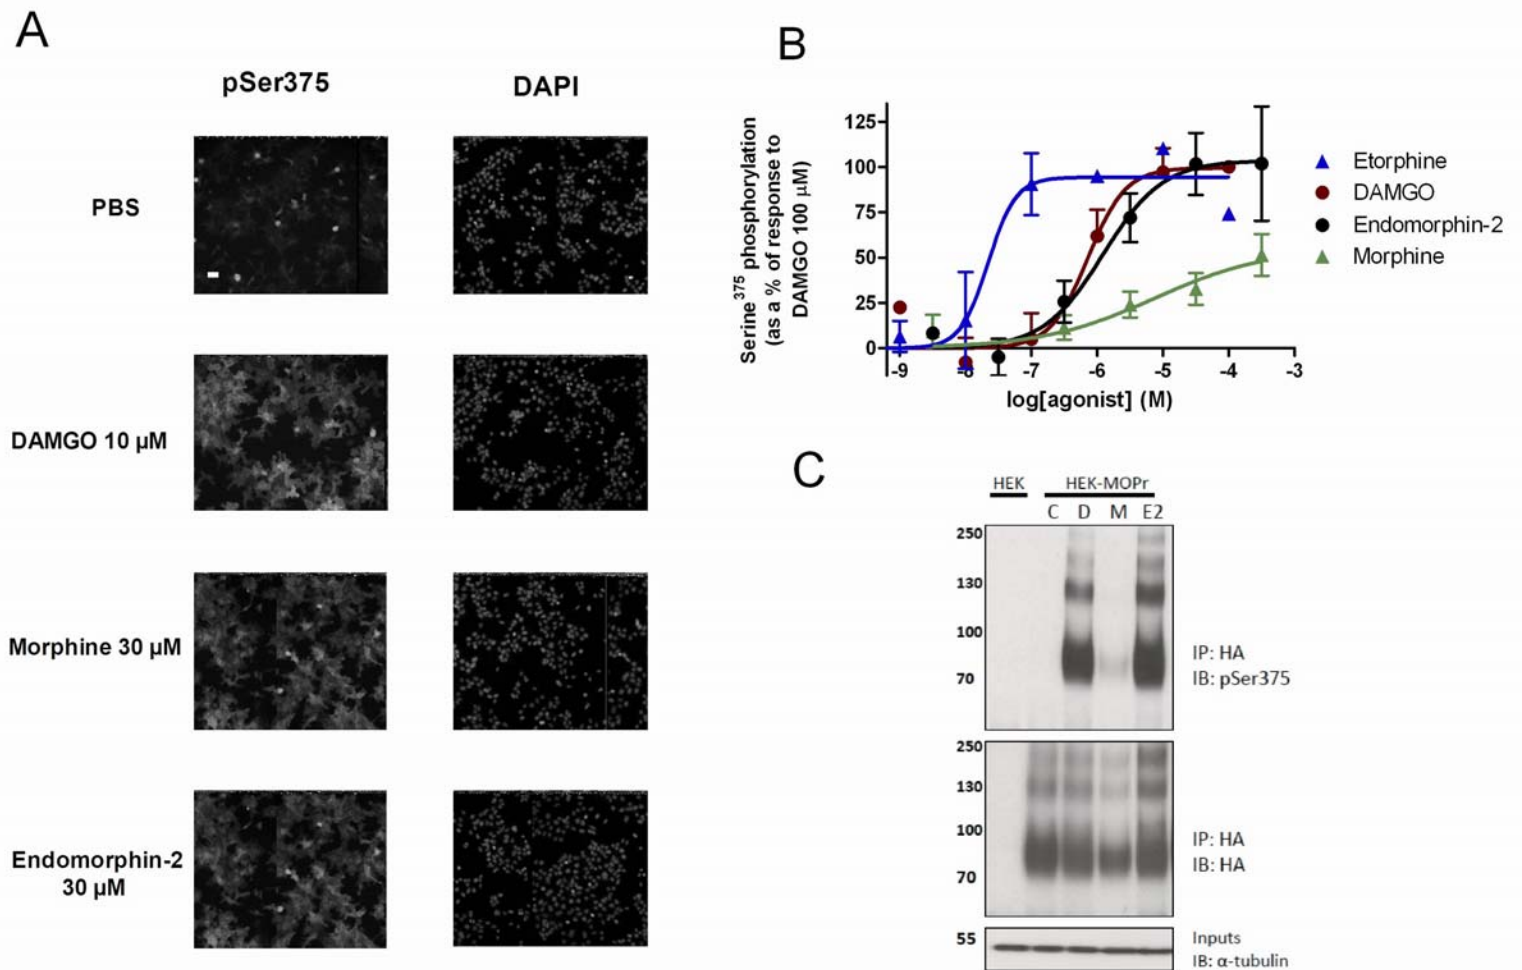 A
pSer375
DAPI
PBS
DAMGO 10 µM
Morphine 30 µM
Endomorphin-2
30 µM
B
Serine³⁷⁵ phosphorylation
(as a % of response to
DAMGO 100 µM)
125
100
75
50
25
0
-9 -8 -7 -6 -5 -4 -3
log[agonist] (M)
Etorphine
DAMGO
Endomorphin-2
Morphine
C
HEK HEK-MOPr
C D M E2
250
130
100
70
IP: HA
IB: pSer375
250
130
100
70
IP: HA
IB: HA
55
Inputs
IB: α-tubulin